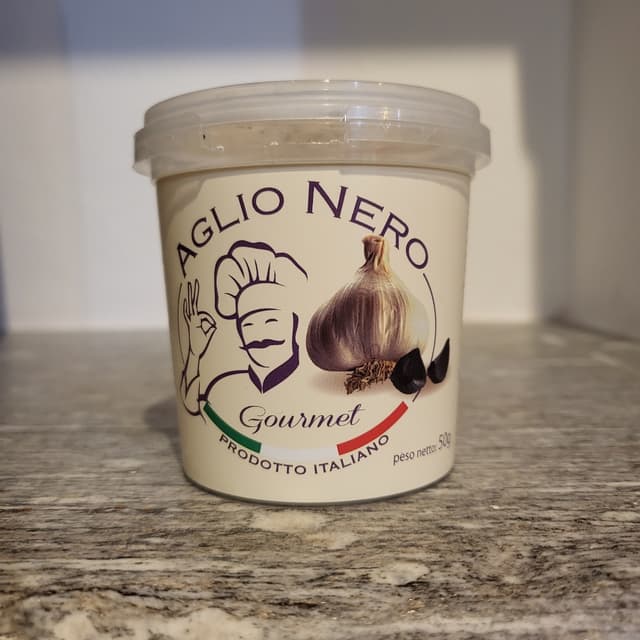 AGLIO NERO
Gourmet
PRODOTTO ITALIANO
peso netto: 50g